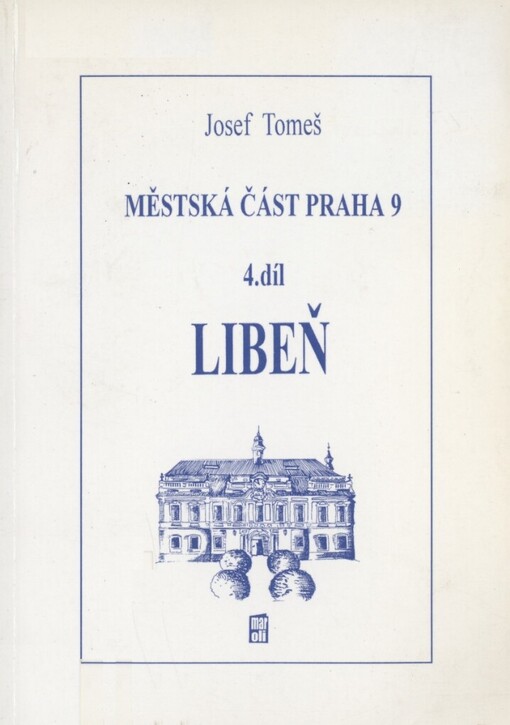 Josef Tomeš
MĚSTSKÁ ČÁST PRAHA 9
4.díl
LIBEŇ
mar
oli